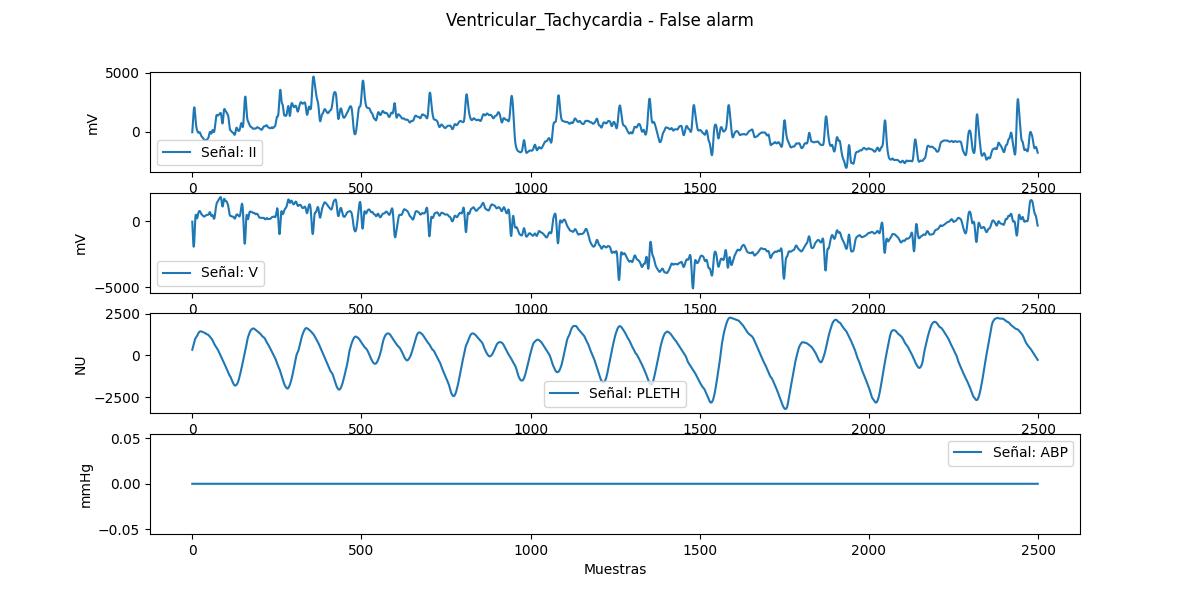 Ventricular_Tachycardia - False alarm
5000
0
mV
Señal: II
0 500 1000 1500 2000 2500
0
−5000
mV
Señal: V
0 500 1000 1500 2000 2500
2500
0
−2500
NU
Señal: PLETH
0 500 1000 1500 2000 2500
0.05
0.00
−0.05
mmHg
Señal: ABP
0 500 1000 1500 2000 2500
Muestras